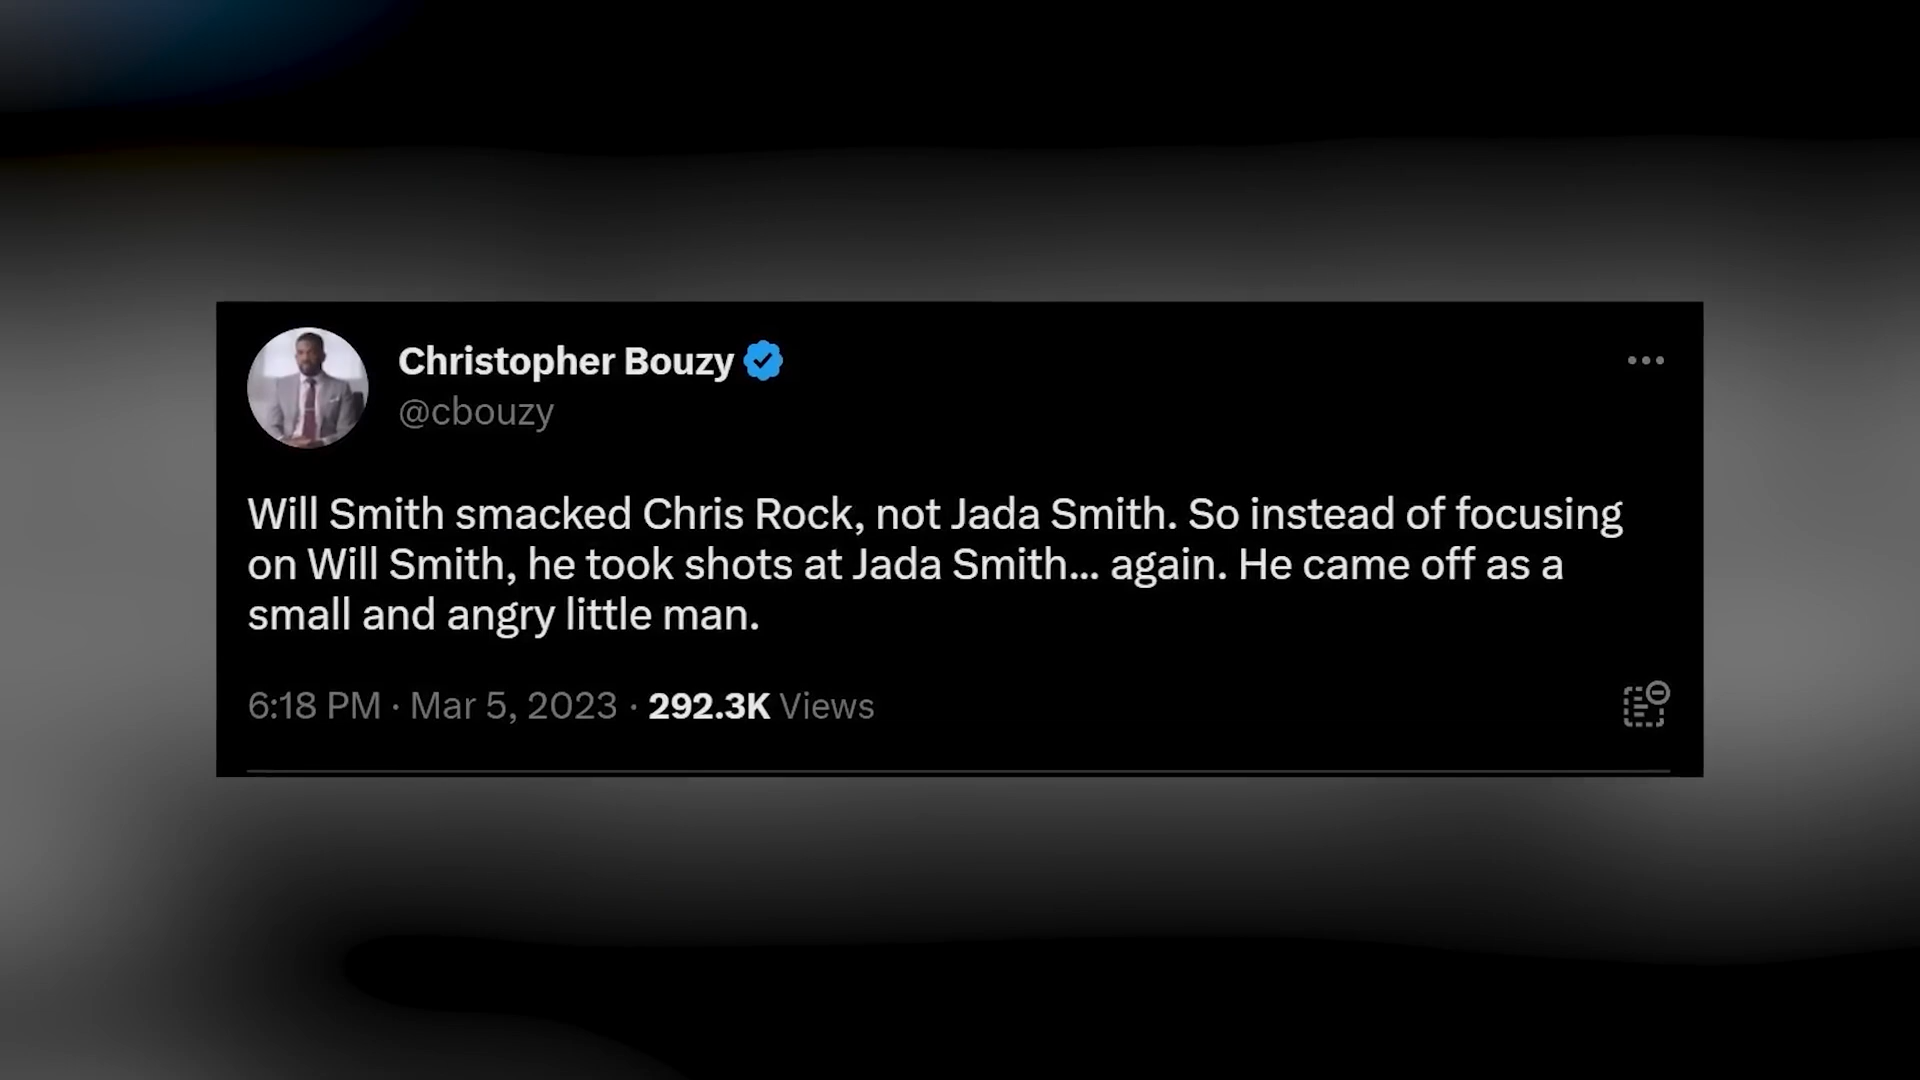 Christopher Bouzy
@cbouzy
Will Smith smacked Chris Rock, not Jada Smith. So instead of focusing
on Will Smith, he took shots at Jada Smith... again. He came off as a
small and angry little man.
6:18 PM · Mar 5, 2023 · 292.3K Views